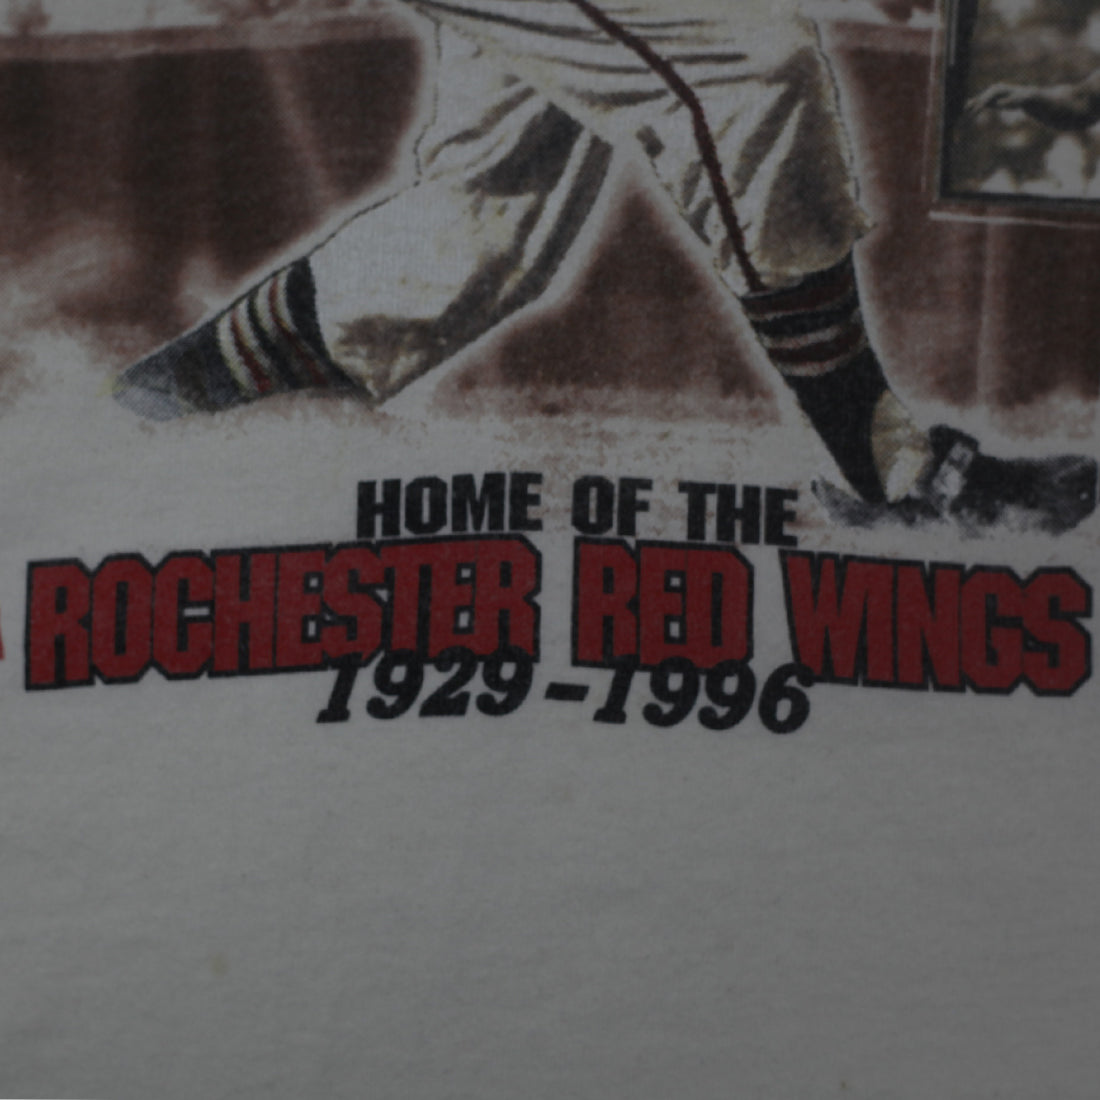 HOME OF THE
ROCHESTER RED WINGS
1929-1996